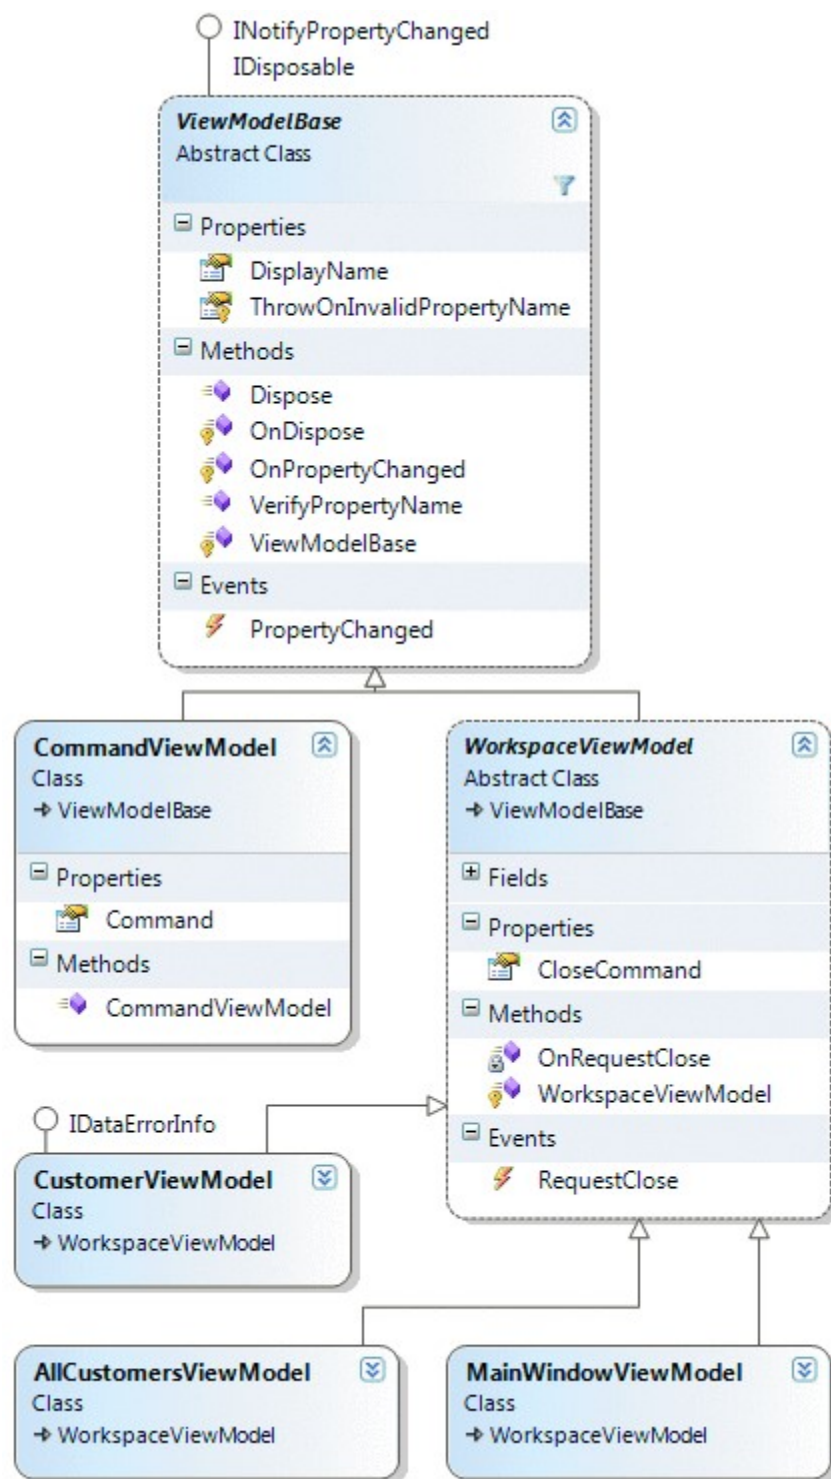 INotifyPropertyChanged
IDisposable
ViewModelBase
Abstract Class
Properties
DisplayName
ThrowOnInvalidPropertyName
Methods
Dispose
OnDispose
OnPropertyChanged
VerifyPropertyName
ViewModelBase
Events
PropertyChanged
CommandViewModel
Class
ViewModelBase
Properties
Command
Methods
CommandViewModel
WorkspaceViewModel
Abstract Class
ViewModelBase
Fields
Properties
CloseCommand
Methods
OnRequestClose
WorkspaceViewModel
Events
RequestClose
IDataErrorInfo
CustomerViewModel
Class
WorkspaceViewModel
AllCustomersViewModel
Class
WorkspaceViewModel
MainWindowViewModel
Class
WorkspaceViewModel